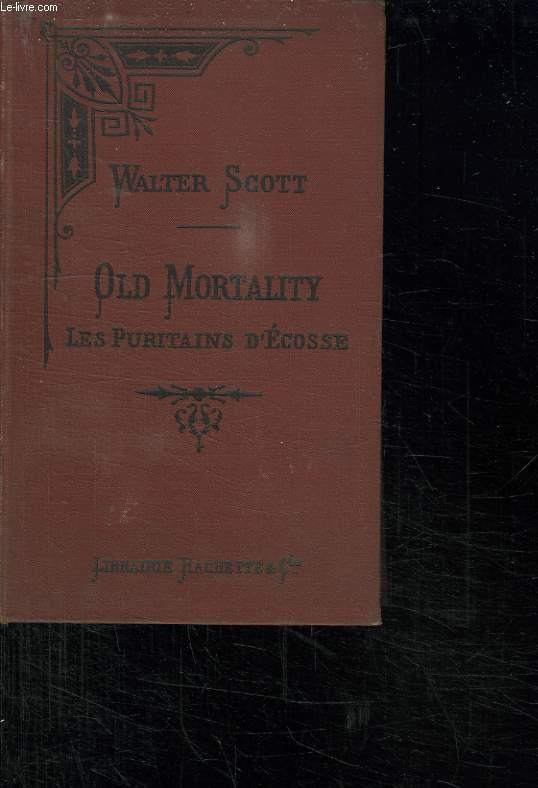 Le-livre.com
WALTER SCOTT
OLD MORTALITY
LES PURITAINS D'ÉCOSSE
LIBRAIRIE HACHETTE & Cie